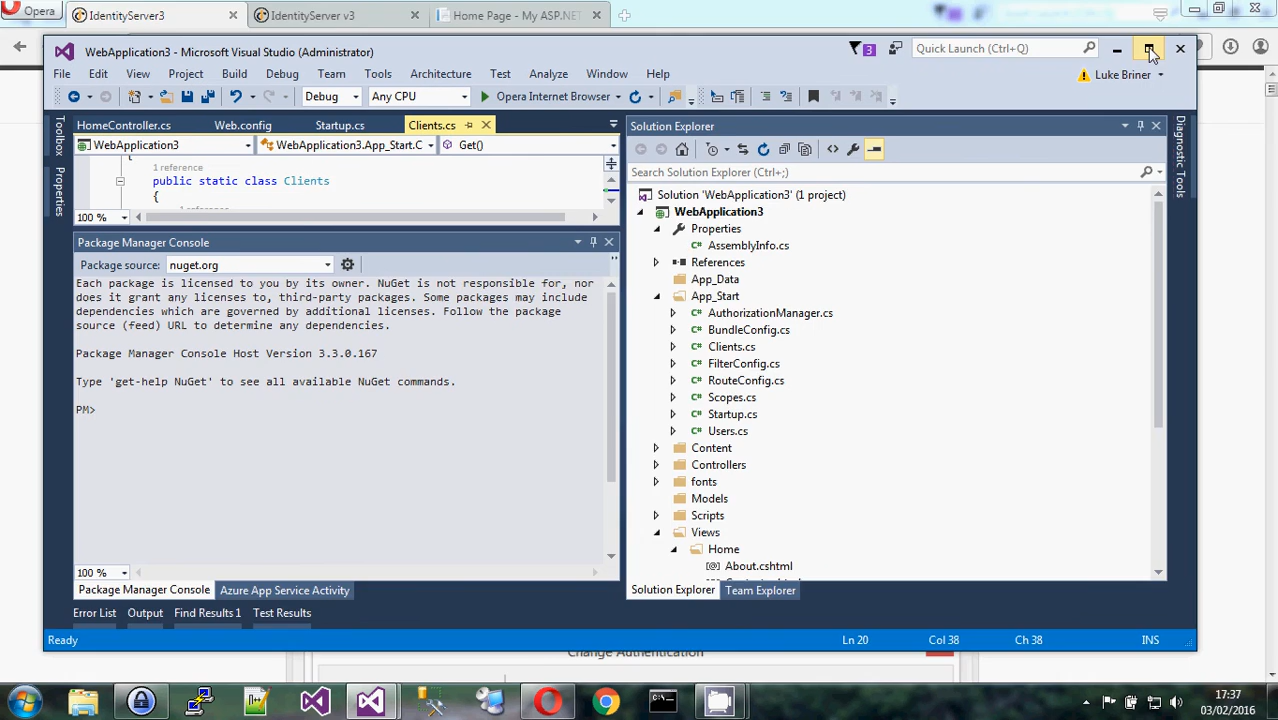 Opera
IdentityServer3
IdentityServer v3
Home Page - My ASP.NET
WebApplication3 - Microsoft Visual Studio (Administrator)
3
Quick Launch (Ctrl+Q)
File Edit View Project Build Debug Team Tools Architecture Test Analyze Window Help
Luke Briner
Debug Any CPU Opera Internet Browser
Toolbox
Properties
HomeController.cs Web.config Startup.cs Clients.cs
WebApplication3 WebApplication3.App_Start.C Get()
1 reference
public static class Clients
{
100 %
Package Manager Console
Package source: nuget.org
Each package is licensed to you by its owner. NuGet is not responsible for, nor
does it grant any licenses to, third-party packages. Some packages may include
dependencies which are governed by additional licenses. Follow the package
source (feed) URL to determine any dependencies.
Package Manager Console Host Version 3.3.0.167
Type 'get-help NuGet' to see all available NuGet commands.
PM>
100 %
Package Manager Console Azure App Service Activity
Error List Output Find Results 1 Test Results
Solution Explorer
Search Solution Explorer (Ctrl+;)
Solution 'WebApplication3' (1 project)
WebApplication3
Properties
C# AssemblyInfo.cs
References
App_Data
App_Start
C# AuthorizationManager.cs
C# BundleConfig.cs
C# Clients.cs
C# FilterConfig.cs
C# RouteConfig.cs
C# Scopes.cs
C# Startup.cs
C# Users.cs
Content
Controllers
fonts
Models
Scripts
Views
Home
[@] About.cshtml
Solution Explorer Team Explorer
Diagnostic Tools
Ready Ln 20 Col 38 Ch 38 INS
Change Authentication
17:37
03/02/2016